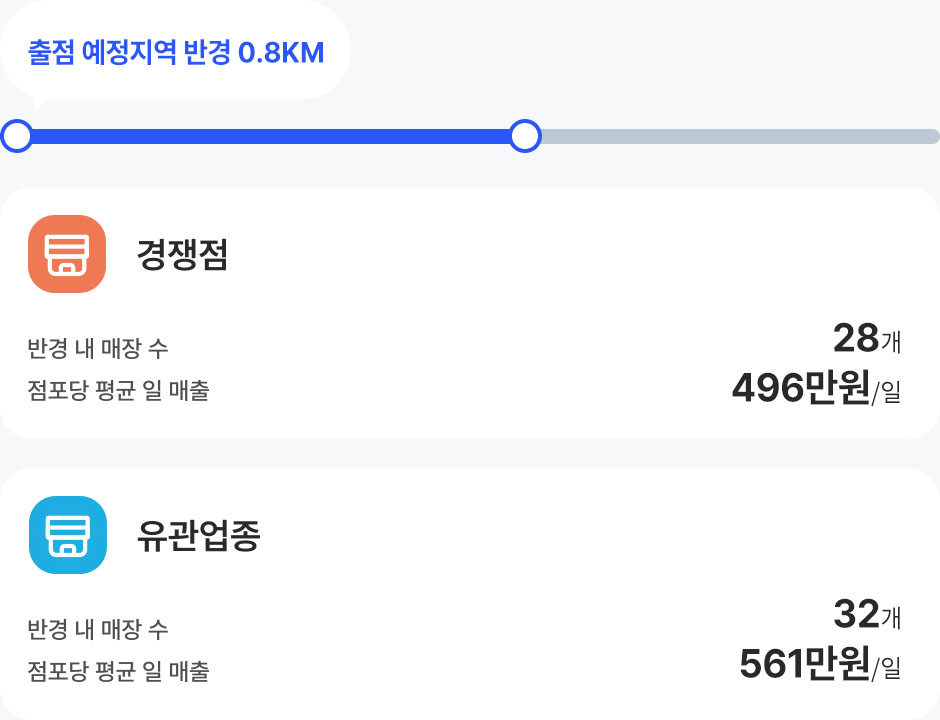 출점 예정지역 반경 0.8KM
경쟁점
반경 내 매장 수
28개
점포당 평균 일 매출
496만원/일
유관업종
반경 내 매장 수
32개
점포당 평균 일 매출
561만원/일